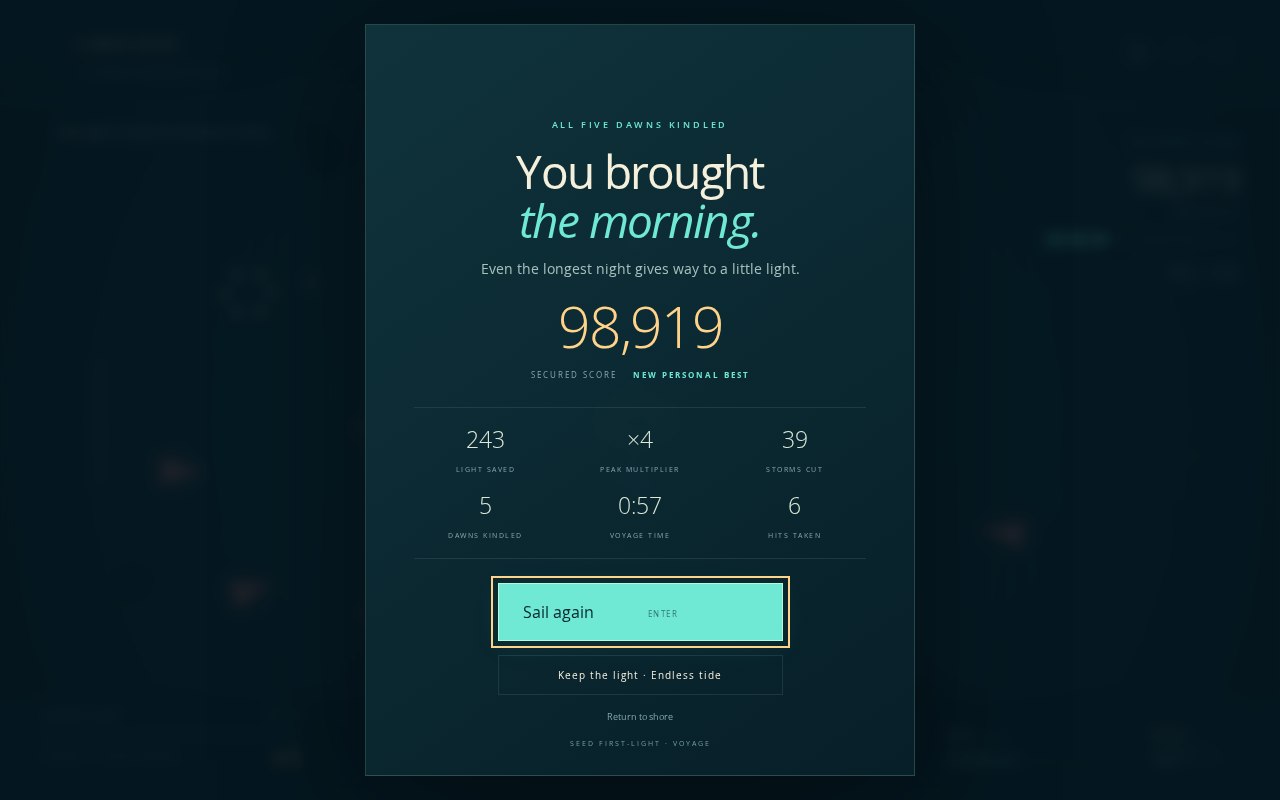 ALL FIVE DAWNS KINDLED
You brought
the morning.
Even the longest night gives way to a little light.
98,919
SECURED SCORE NEW PERSONAL BEST
243 ×4 39
LIGHT SAVED PEAK MULTIPLIER STORMS CUT
5 0:57 6
DAWNS KINDLED VOYAGE TIME HITS TAKEN
Sail again ENTER
Keep the light · Endless tide
Return to shore
SEED FIRST-LIGHT · VOYAGE